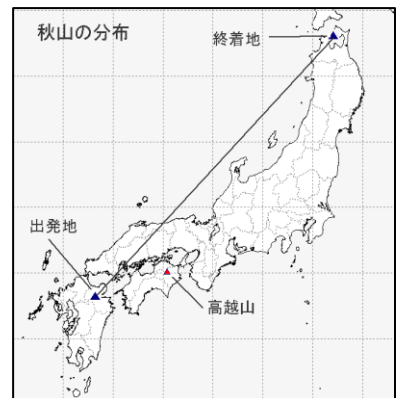 秋山の分布
終着地
出発地
高越山